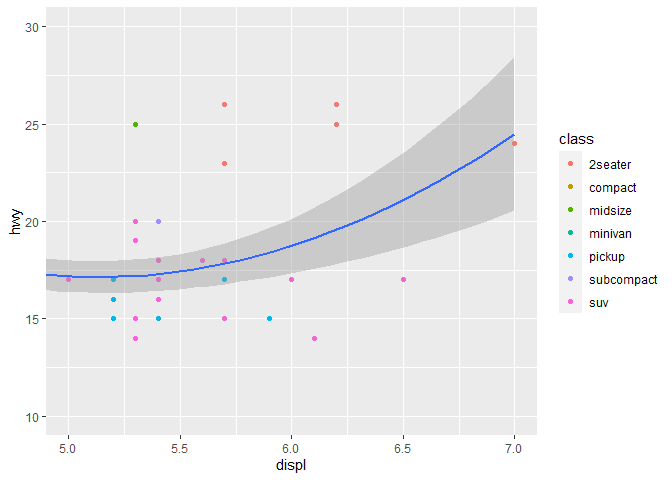 30
25
20
15
10
hwy
5.0 5.5 6.0 6.5 7.0
displ
class
2seater
compact
midsize
minivan
pickup
subcompact
suv